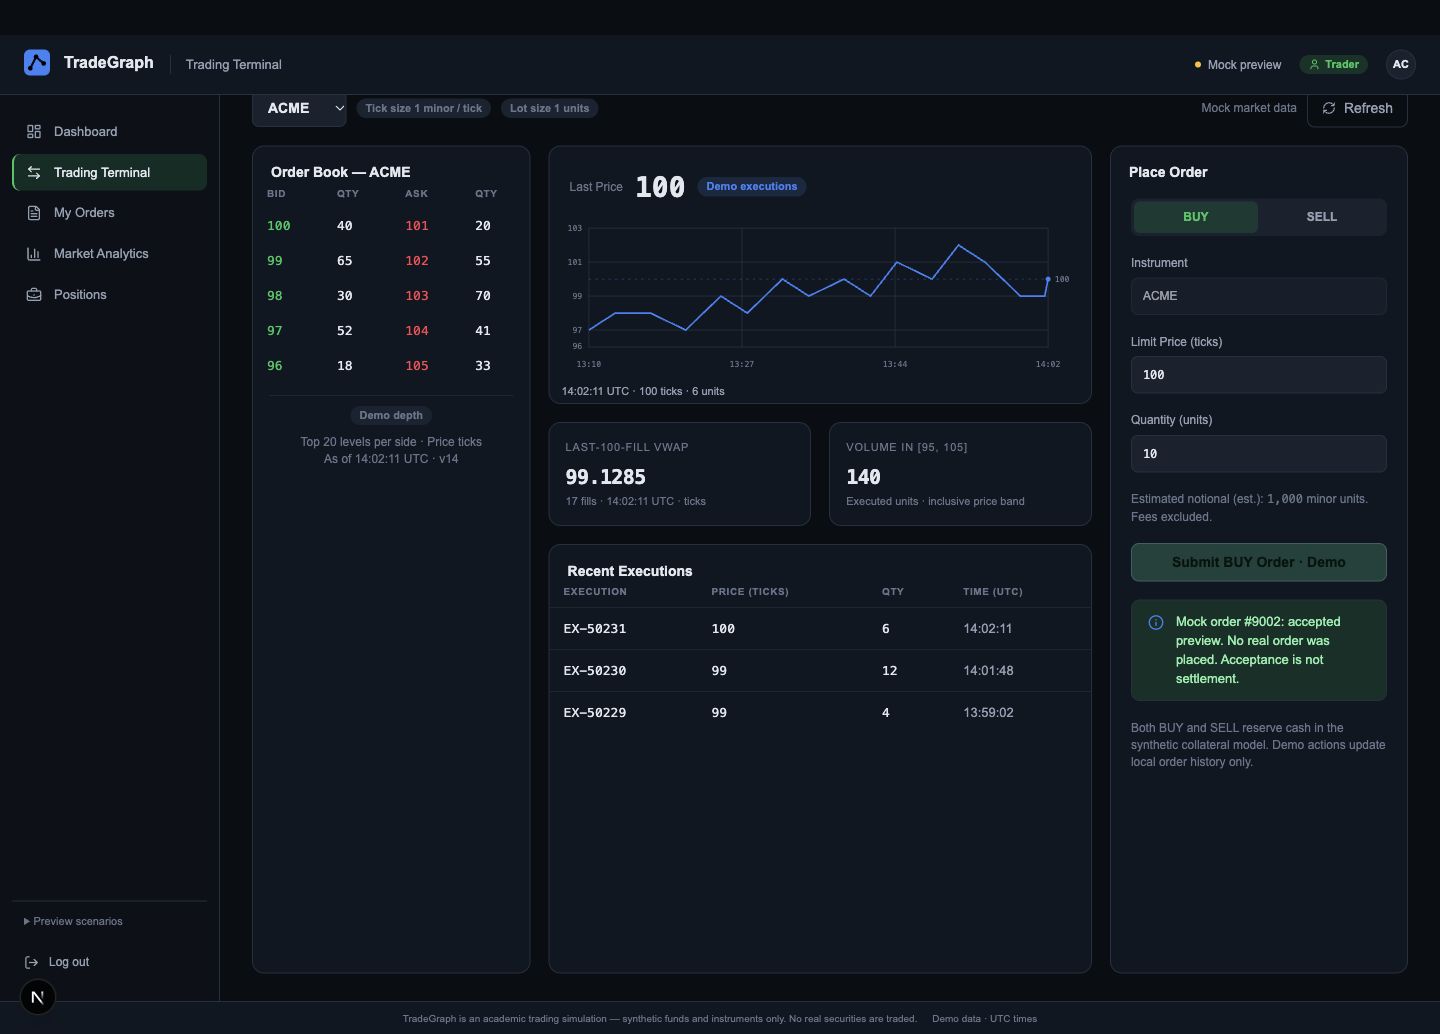 TradeGraph
Trading Terminal
Mock preview
Trader
AC
Dashboard
Trading Terminal
My Orders
Market Analytics
Positions
Preview scenarios
Log out
N
ACME
Tick size 1 minor / tick
Lot size 1 units
Mock market data
Refresh
Order Book — ACME
BID QTY ASK QTY
100 40 101 20
99 65 102 55
98 30 103 70
97 52 104 41
96 18 105 33
Demo depth
Top 20 levels per side · Price ticks
As of 14:02:11 UTC · v14
Last Price 100 Demo executions
103
101
100
99
97
96
13:10 13:27 13:44 14:02
14:02:11 UTC · 100 ticks · 6 units
LAST-100-FILL VWAP
99.1285
17 fills · 14:02:11 UTC · ticks
VOLUME IN [95, 105]
140
Executed units · inclusive price band
Recent Executions
EXECUTION PRICE (TICKS) QTY TIME (UTC)
EX–50231 100 6 14:02:11
EX–50230 99 12 14:01:48
EX–50229 99 4 13:59:02
Place Order
BUY SELL
Instrument
ACME
Limit Price (ticks)
100
Quantity (units)
10
Estimated notional (est.): 1,000 minor units.
Fees excluded.
Submit BUY Order · Demo
Mock order #9002: accepted
preview. No real order was
placed. Acceptance is not
settlement.
Both BUY and SELL reserve cash in the
synthetic collateral model. Demo actions update
local order history only.
TradeGraph is an academic trading simulation — synthetic funds and instruments only. No real securities are traded. Demo data · UTC times